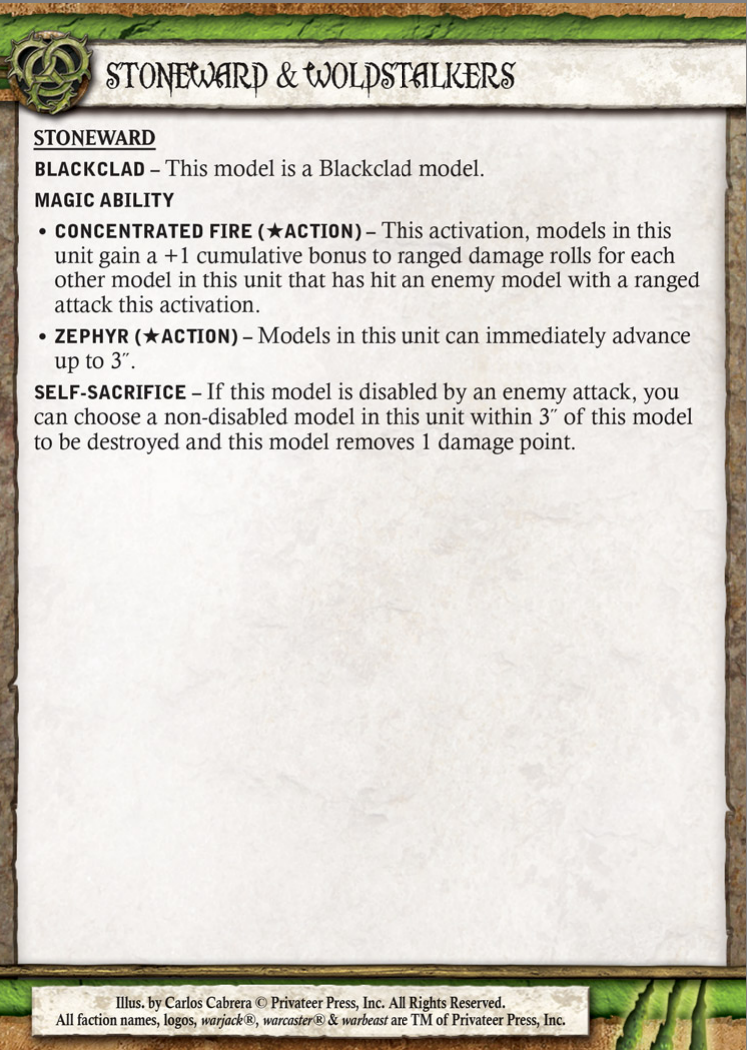 STONEWARD & WOLDSTALKERS
STONEWARD
BLACKCLAD – This model is a Blackclad model.
MAGIC ABILITY
• CONCENTRATED FIRE (★ACTION) – This activation, models in this
unit gain a +1 cumulative bonus to ranged damage rolls for each
other model in this unit that has hit an enemy model with a ranged
attack this activation.
• ZEPHYR (★ACTION) – Models in this unit can immediately advance
up to 3˝.
SELF-SACRIFICE – If this model is disabled by an enemy attack, you
can choose a non-disabled model in this unit within 3˝ of this model
to be destroyed and this model removes 1 damage point.
Illus. by Carlos Cabrera © Privateer Press, Inc. All Rights Reserved.
All faction names, logos, warjack®, warcaster® & warbeast are TM of Privateer Press, Inc.